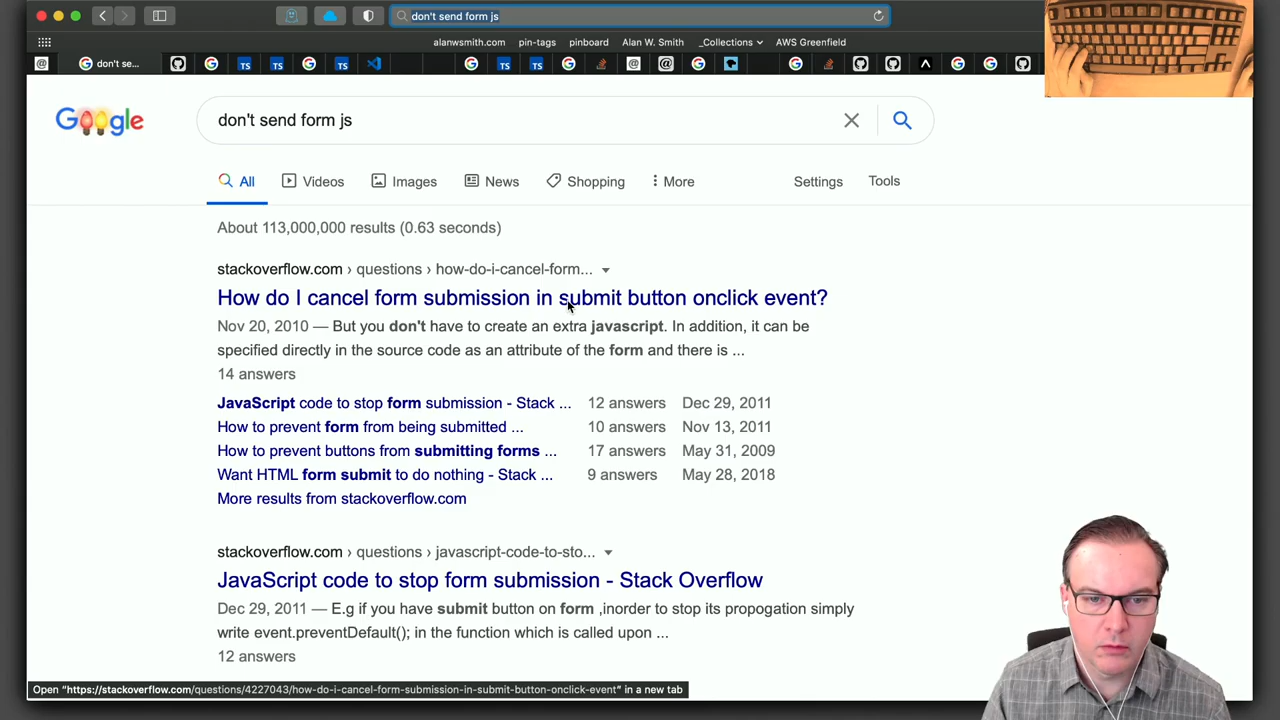 don't send form js
alanwsmith.com pin-tags pinboard Alan W. Smith _Collections AWS Greenfield
don't se...
Google
don't send form js
All Videos Images News Shopping More Settings Tools
About 113,000,000 results (0.63 seconds)
stackoverflow.com › questions › how-do-i-cancel-form...
How do I cancel form submission in submit button onclick event?
Nov 20, 2010 — But you don't have to create an extra javascript. In addition, it can be
specified directly in the source code as an attribute of the form and there is ...
14 answers
JavaScript code to stop form submission - Stack ... 12 answers Dec 29, 2011
How to prevent form from being submitted ... 10 answers Nov 13, 2011
How to prevent buttons from submitting forms ... 17 answers May 31, 2009
Want HTML form submit to do nothing - Stack ... 9 answers May 28, 2018
More results from stackoverflow.com
stackoverflow.com › questions › javascript-code-to-sto...
JavaScript code to stop form submission - Stack Overflow
Dec 29, 2011 — E.g if you have submit button on form ,inorder to stop its propogation simply
write event.preventDefault(); in the function which is called upon ...
12 answers
Open "https://stackoverflow.com/questions/4227043/how-do-i-cancel-form-submission-in-submit-button-onclick-event" in a new tab